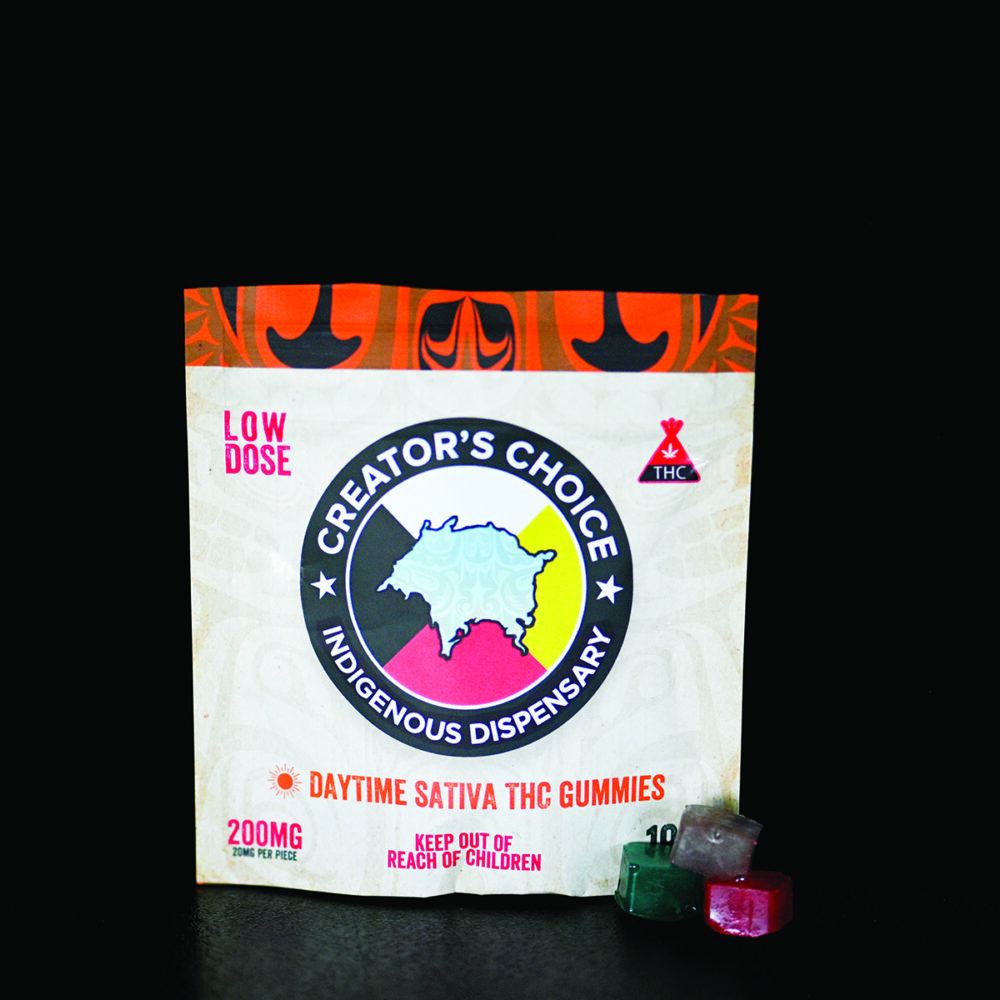 LOW
DOSE
CREATOR'S CHOICE
THC
INDIGENOUS DISPENSARY
DAYTIME SATIVA THC GUMMIES
200MG
20MG PER PIECE
KEEP OUT OF
REACH OF CHILDREN
10